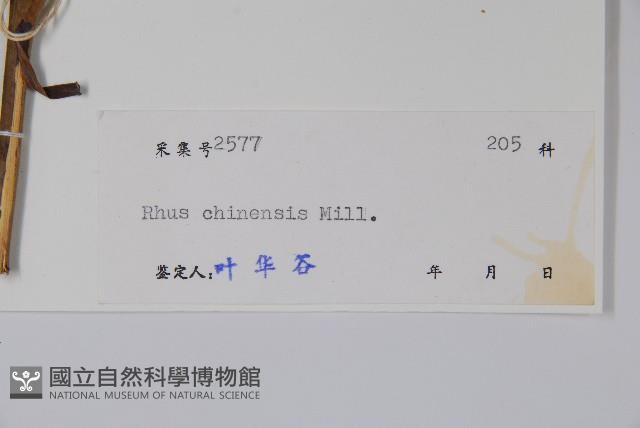 采集号2577 205 科
Rhus chinensis Mill.
鉴定人:叶华谷 年 月 日
國立自然科學博物館
NATIONAL MUSEUM OF NATURAL SCIENCE